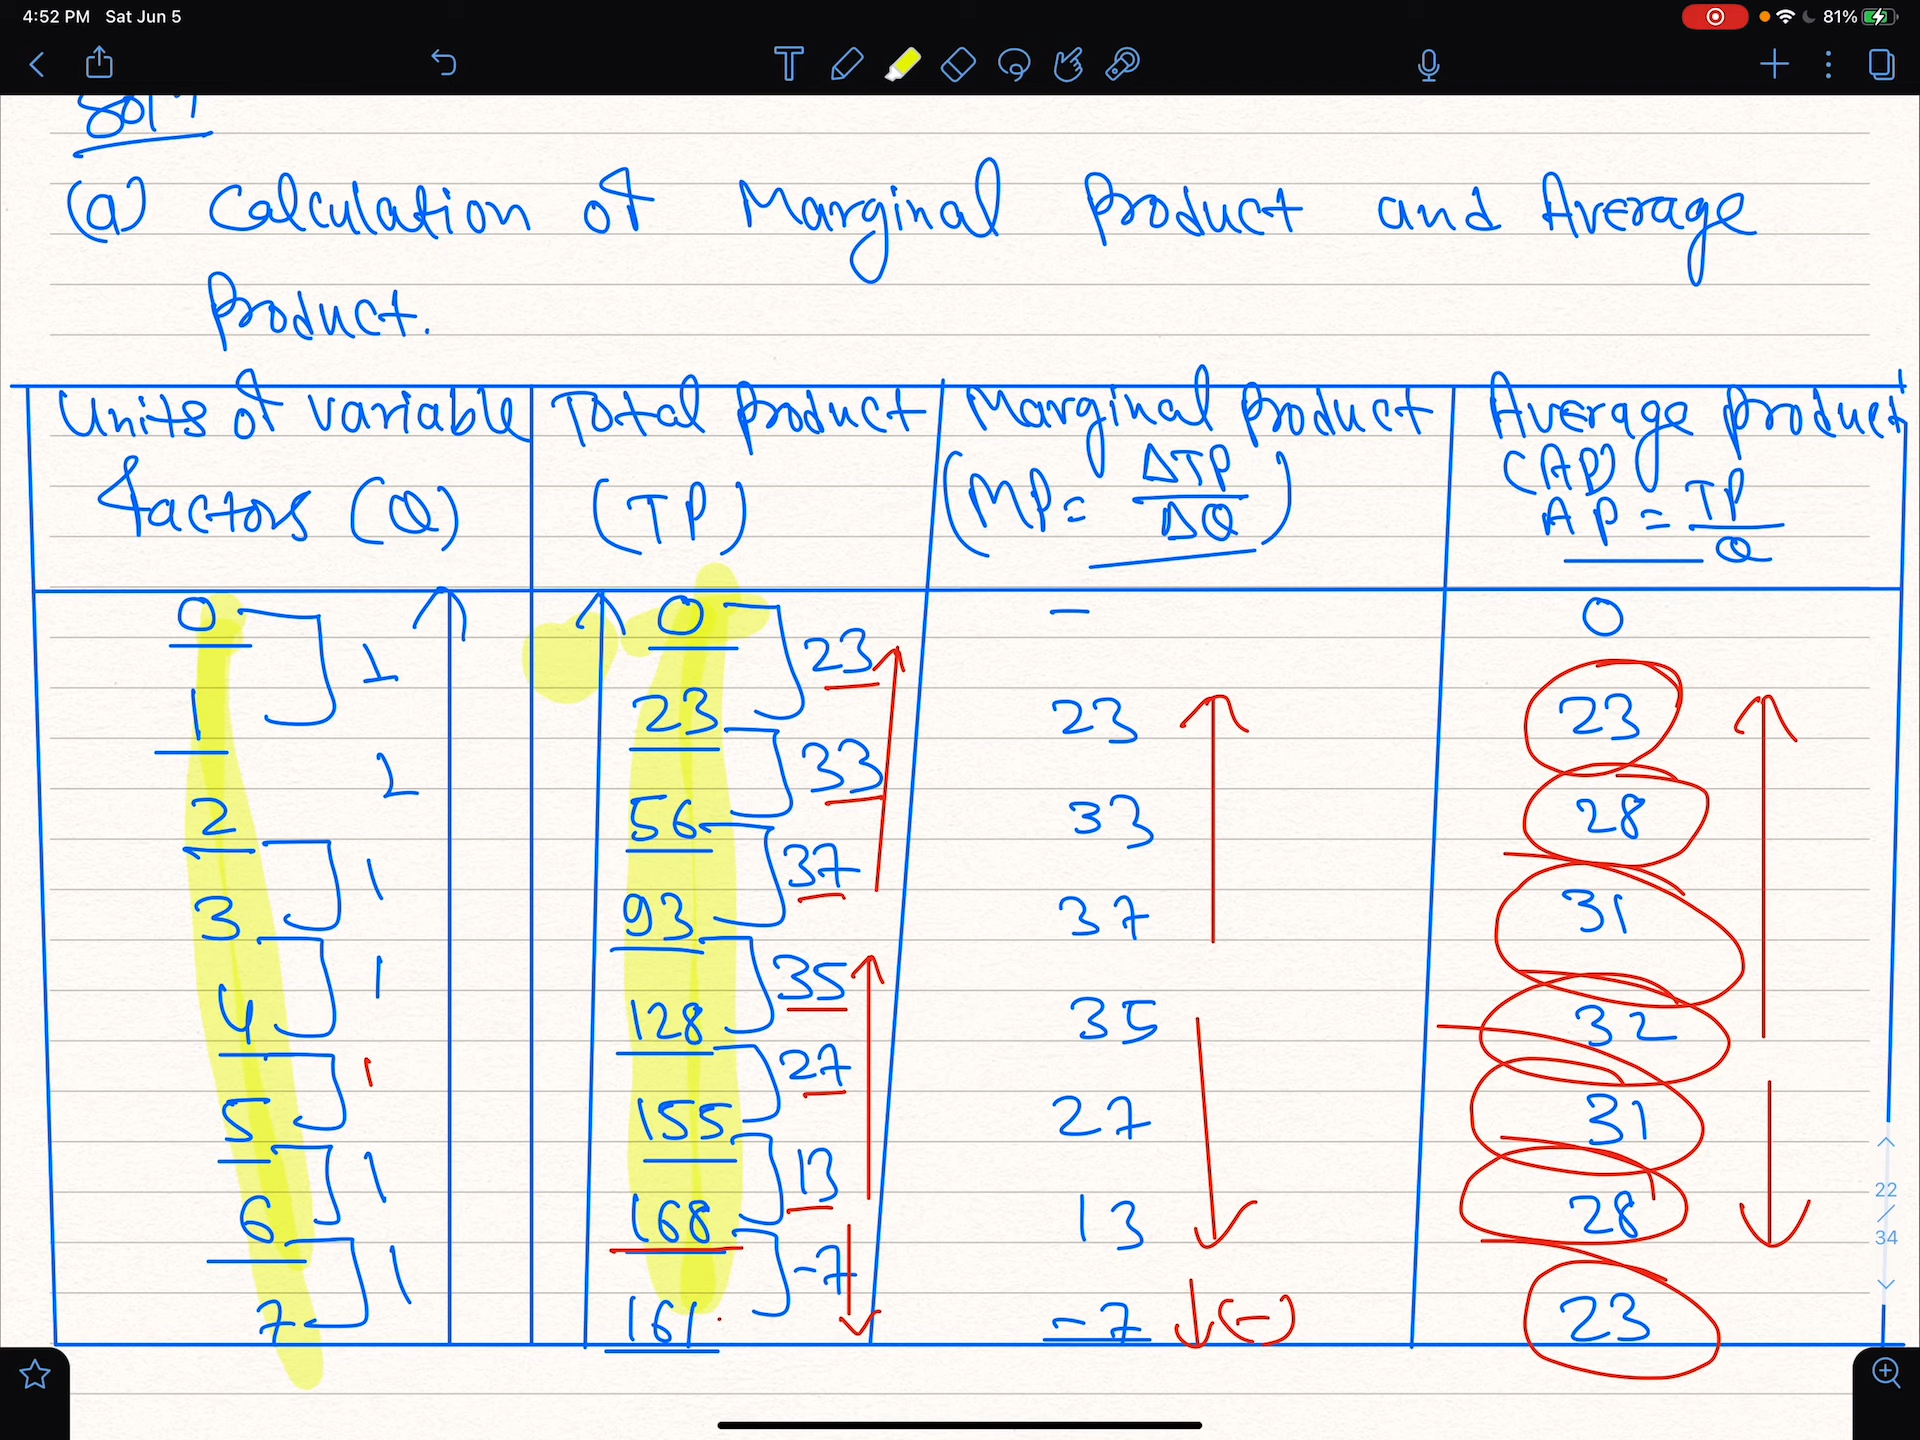 4:52 PM Sat Jun 5
81%
Solⁿ
(a) Calculation of Marginal Product and Average
Product.
Units of variable factors (Q) | Total product (TP) | Marginal product (MP = ΔTP/ΔQ) | Average product (AP) AP = TP/Q
0 | 0 | – | 0
1 23
1 | 23 | 23 | 23
2 33
2 | 56 | 33 | 28
1 37
3 | 93 | 37 | 31
1 35
4 | 128 | 35 | 32
1 27
5 | 155 | 27 | 31
1 13
6 | 168 | 13 | 28
1 -7
7 | 161 | -7 (-) | 23
22
/
34